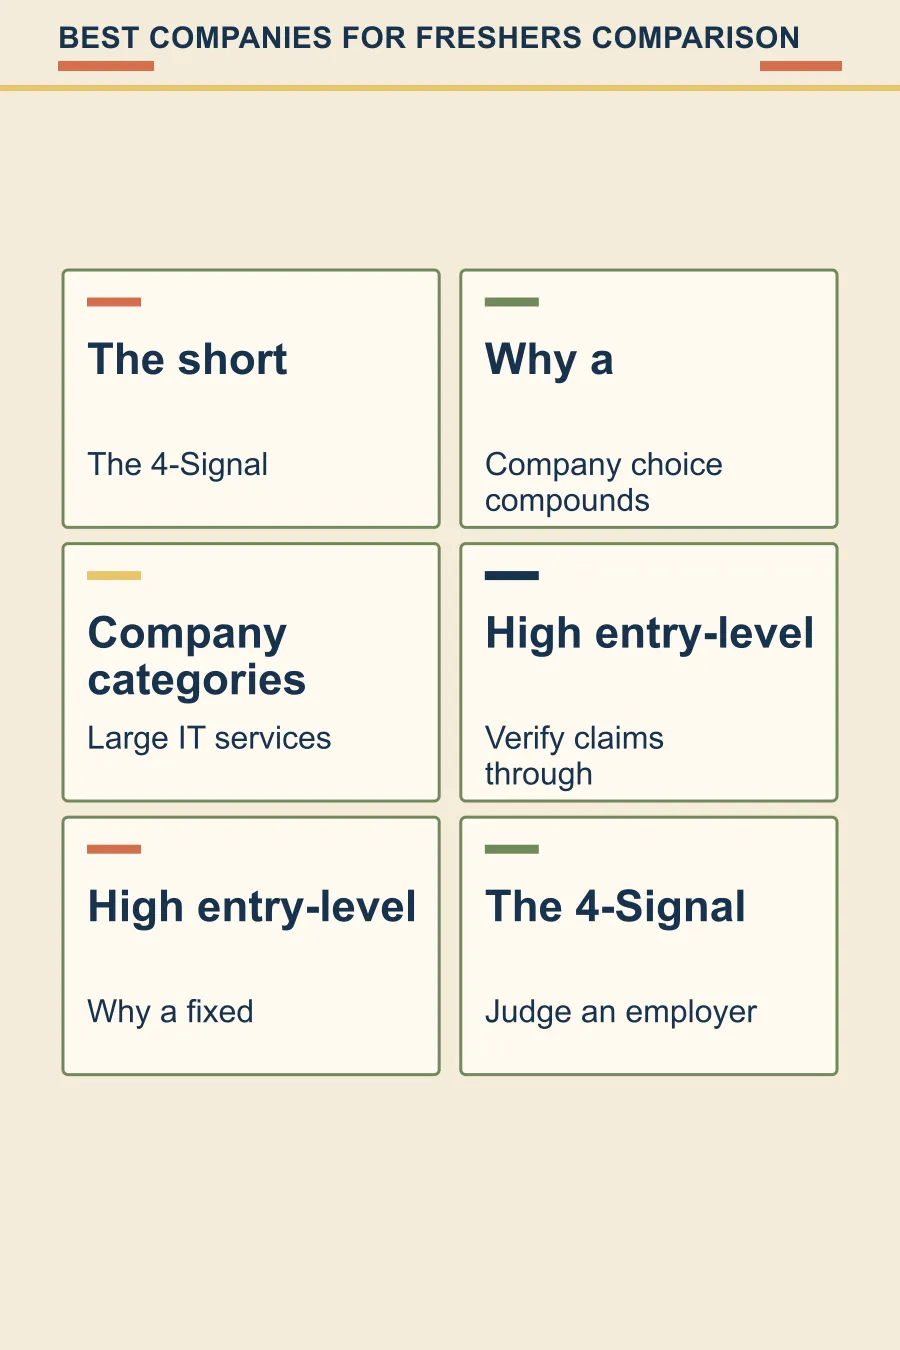 BEST COMPANIES FOR FRESHERS COMPARISON
The short
The 4-Signal
Why a
Company choice
compounds
Company
categories
Large IT services
High entry-level
Verify claims
through
High entry-level
Why a fixed
The 4-Signal
Judge an employer